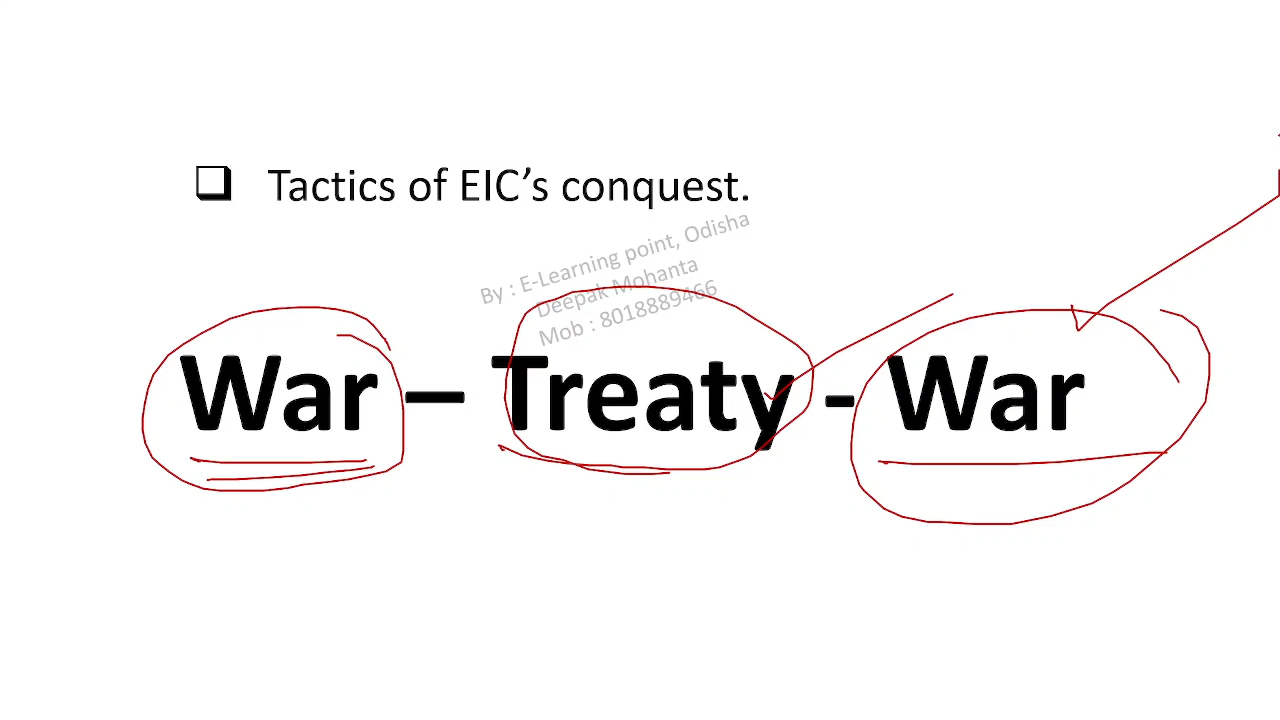 Tactics of EIC’s conquest.
By : E-Learning point, Odisha
Deepak Mohanta
Mob : 8018889466
War – Treaty - War